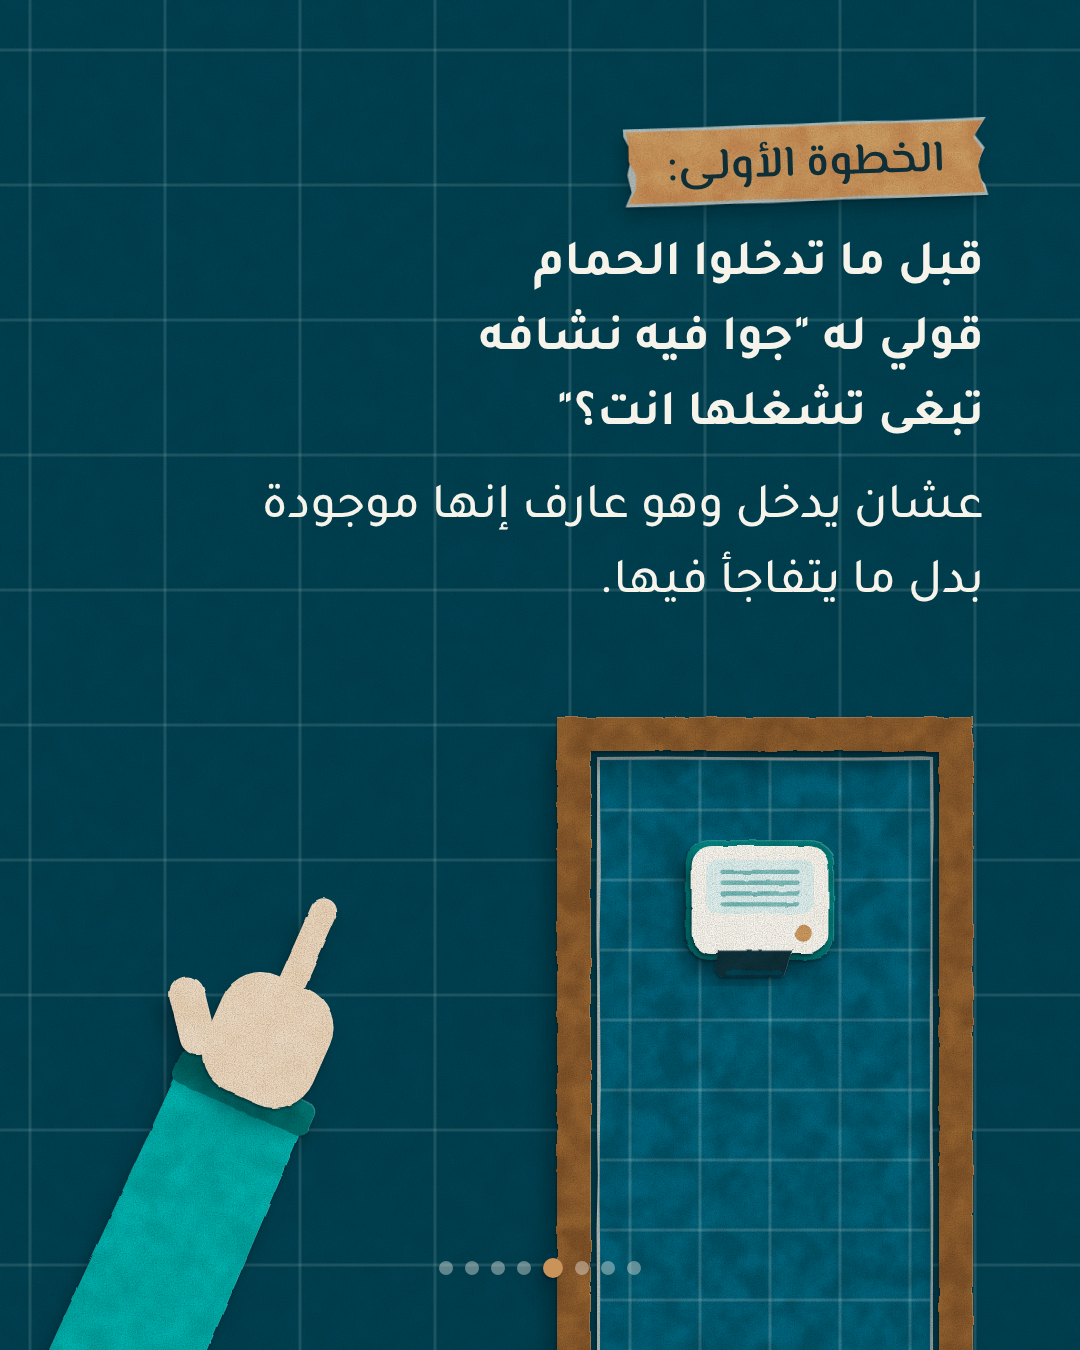 الخطوة الأولى:
قبل ما تدخلوا الحمام
قولي له "جوا فيه نشافه
تبغى تشغلها انت؟"
عشان يدخل وهو عارف إنها موجودة
بدل ما يتفاجأ فيها.